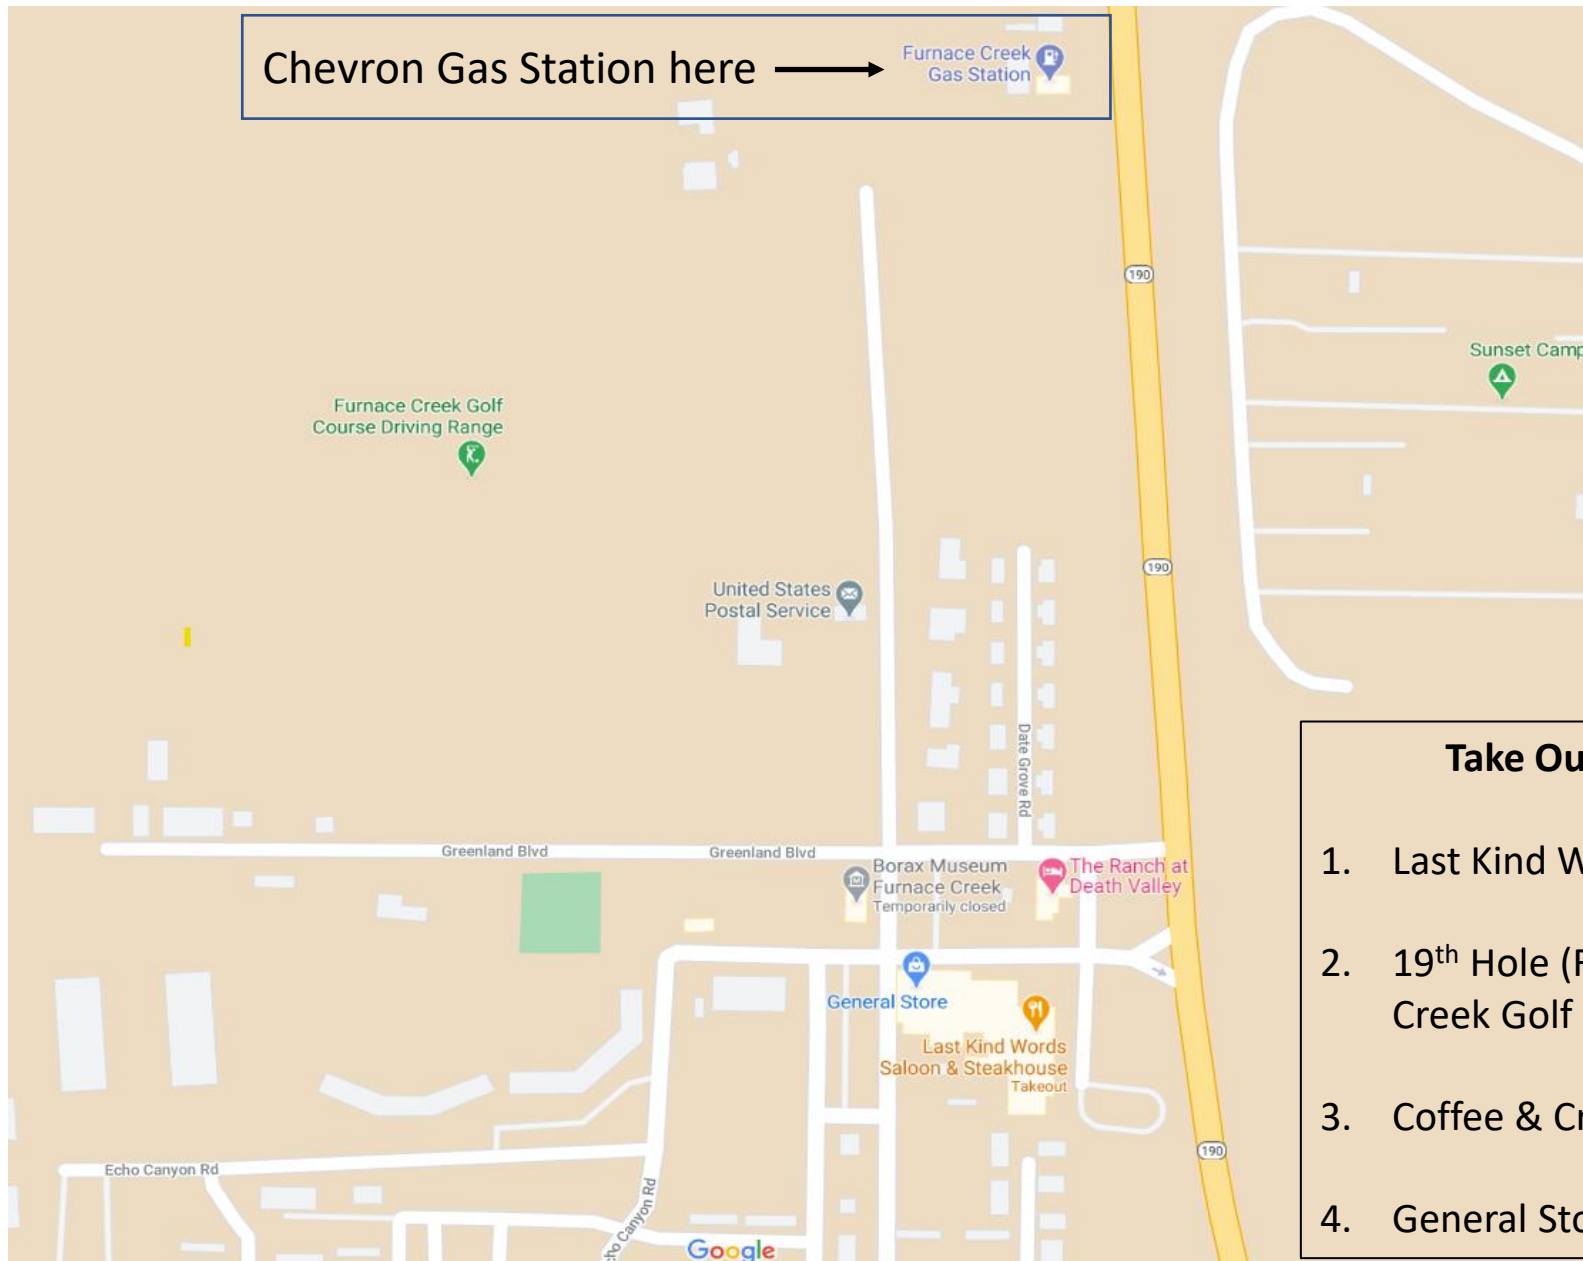 Chevron Gas Station here
Furnace Creek
Gas Station
190
Sunset Camp
Furnace Creek Golf
Course Driving Range
190
United States
Postal Service
Date Grove Rd
Take Ou
Greenland Blvd
Greenland Blvd
Borax Museum
Furnace Creek
Temporarily closed
The Ranch at
Death Valley
1. Last Kind W
2. 19th Hole (F
Creek Golf
General Store
Last Kind Words
Saloon & Steakhouse
Takeout
3. Coffee & Cr
190
Echo Canyon Rd
ho Canyon Rd
4. General Sto
Google